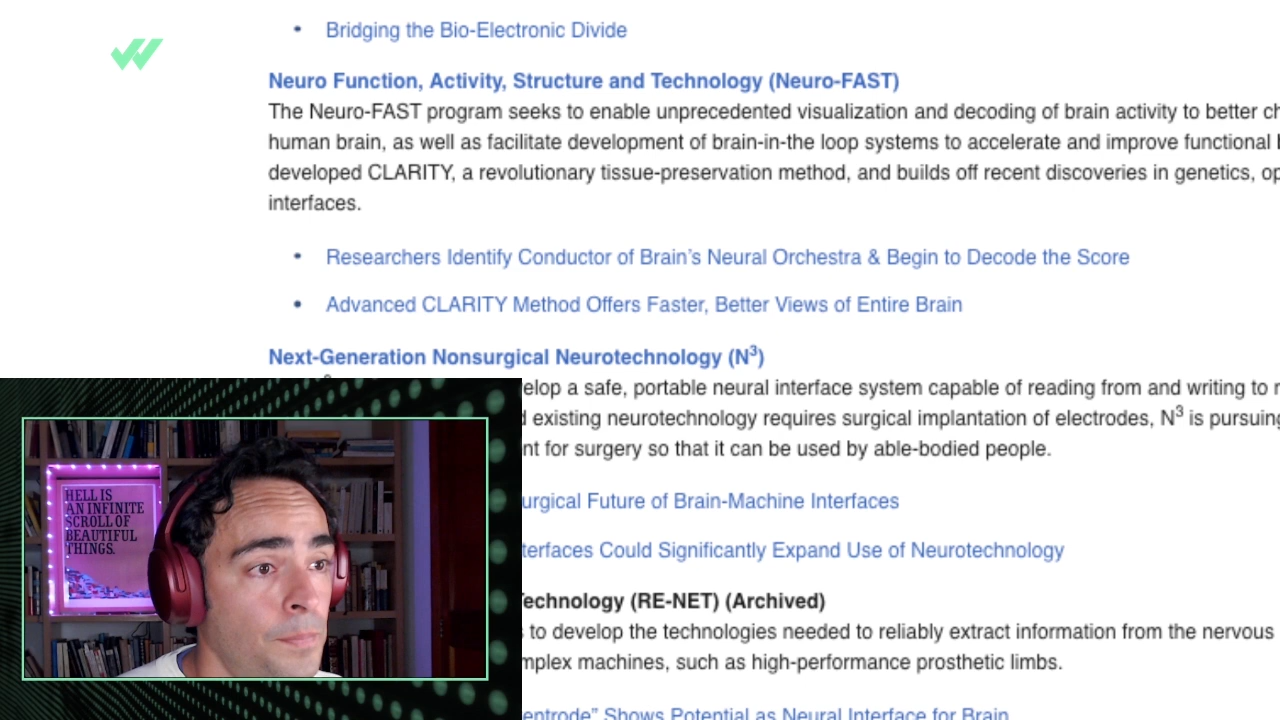 Bridging the Bio-Electronic Divide
Neuro Function, Activity, Structure and Technology (Neuro-FAST)
The Neuro-FAST program seeks to enable unprecedented visualization and decoding of brain activity to better
human brain, as well as facilitate development of brain-in-the loop systems to accelerate and improve functional
developed CLARITY, a revolutionary tissue-preservation method, and builds off recent discoveries in genetics,
interfaces.
Researchers Identify Conductor of Brain’s Neural Orchestra & Begin to Decode the Score
Advanced CLARITY Method Offers Faster, Better Views of Entire Brain
Next-Generation Nonsurgical Neurotechnology (N³)
a safe, portable neural interface system capable of reading from and writing to
existing neurotechnology requires surgical implantation of electrodes, N³ is pursuing
for surgery so that it can be used by able-bodied people.
Future of Brain-Machine Interfaces
Could Significantly Expand Use of Neurotechnology
Technology (RE-NET) (Archived)
to develop the technologies needed to reliably extract information from the nervous
machines, such as high-performance prosthetic limbs.
Shows Potential as Neural Interface for Brain
HELL IS
AN INFINITE
SCROLL OF
BEAUTIFUL
THINGS.